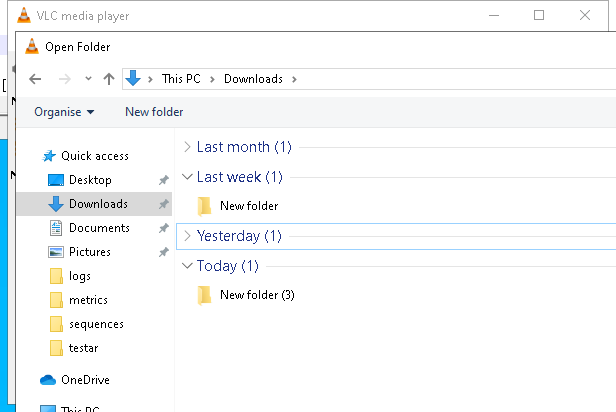 VLC media player
Open Folder
This PC > Downloads >
Organise New folder
Quick access
Desktop
Downloads
Documents
Pictures
logs
metrics
sequences
testar
OneDrive
This PC
Last month (1)
Last week (1)
New folder
Yesterday (1)
Today (1)
New folder (3)